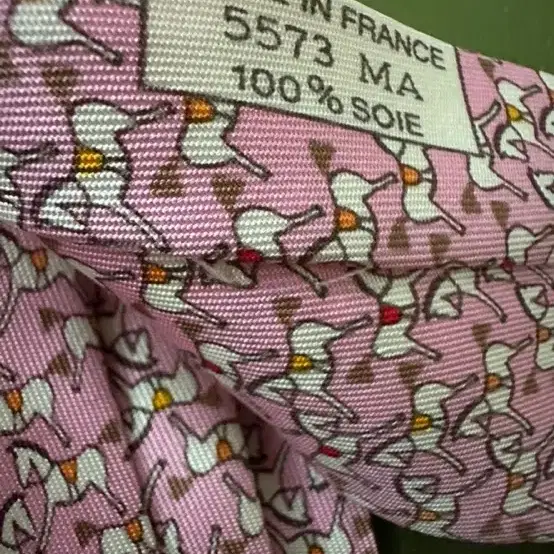 IN FRANCE
5573 MA
100% SOIE